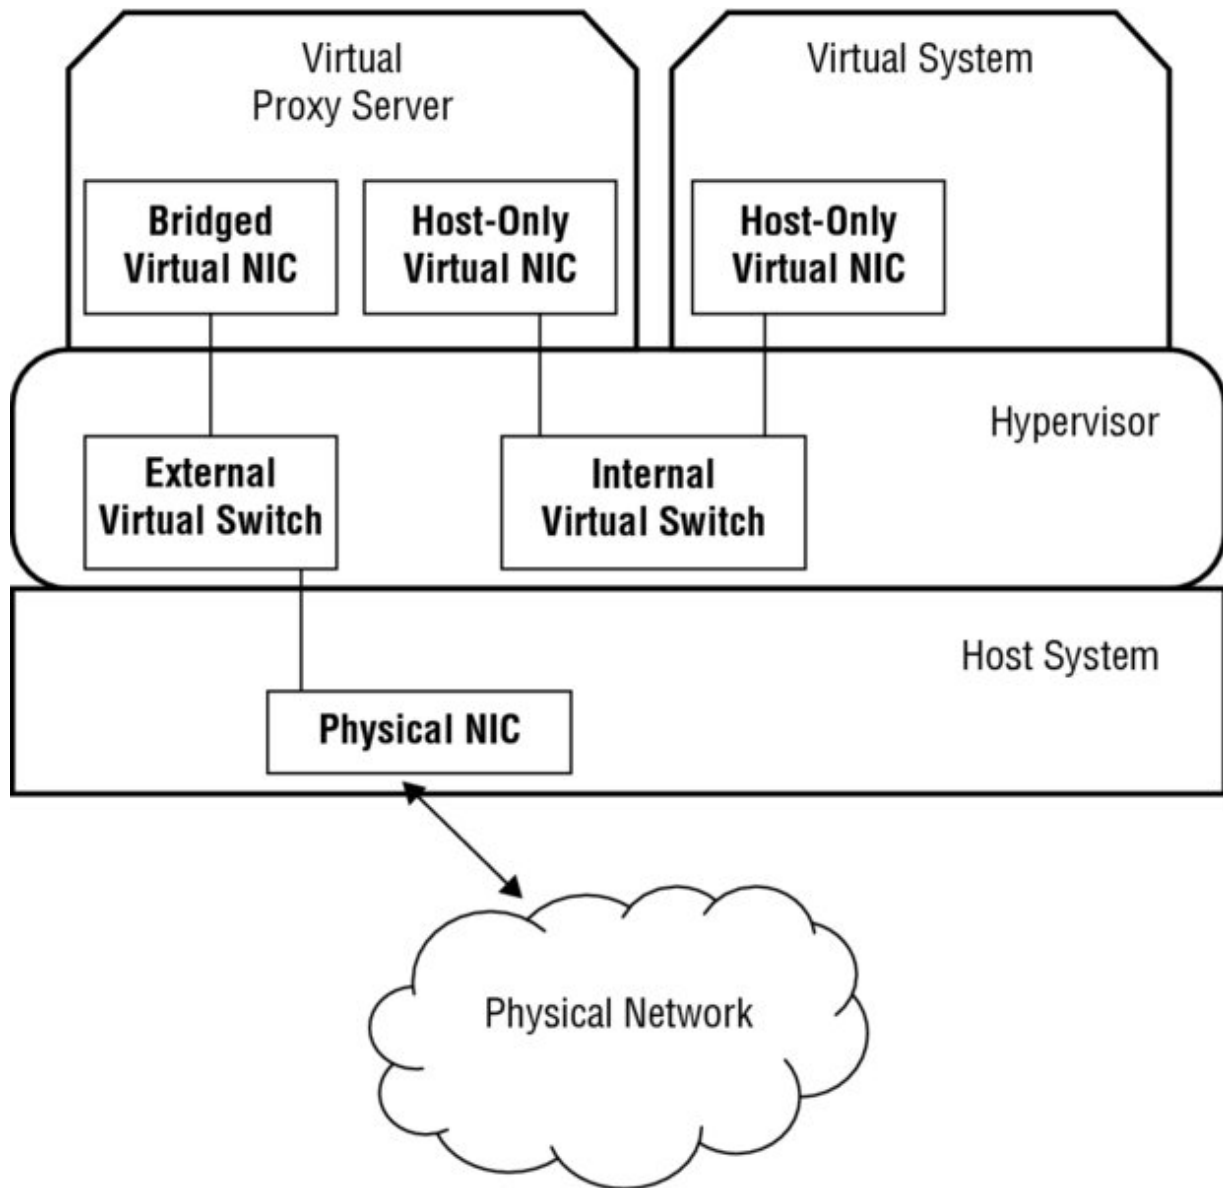 Virtual
Proxy Server
Virtual System
Bridged
Virtual NIC
Host-Only
Virtual NIC
Host-Only
Virtual NIC
Hypervisor
External
Virtual Switch
Internal
Virtual Switch
Host System
Physical NIC
Physical Network